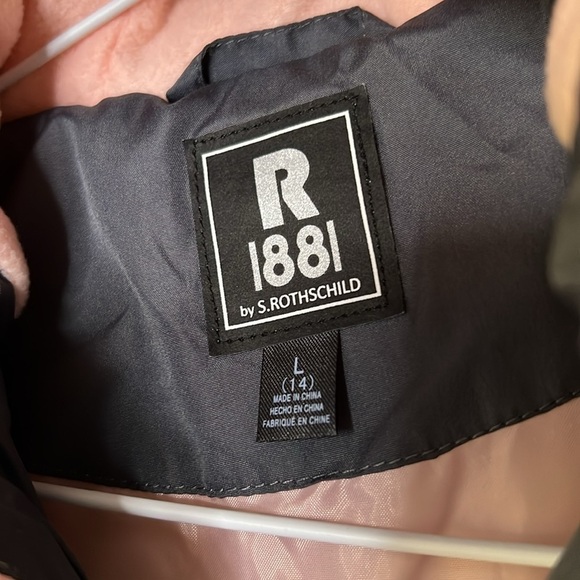 R
1881
by S.ROTHSCHILD
L
(14)
MADE IN CHINA
HECHO EN CHINA
FABRIQUÉ EN CHINE